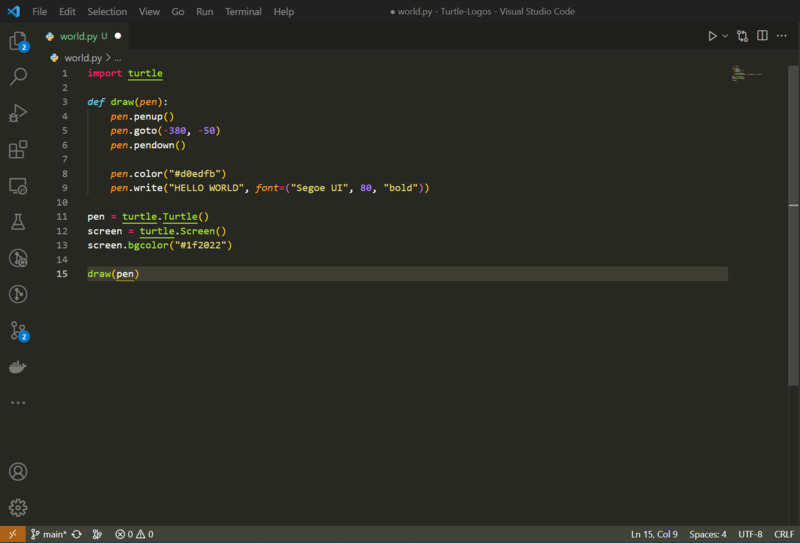 File Edit Selection View Go Run Terminal Help ● world.py - Turtle-Logos - Visual Studio Code
world.py U ●
world.py > ...
1 import turtle
2
3 def draw(pen):
4     pen.penup()
5     pen.goto(-380, -50)
6     pen.pendown()
7
8     pen.color("#d0edfb")
9     pen.write("HELLO WORLD", font=("Segoe UI", 80, "bold"))
10
11 pen = turtle.Turtle()
12 screen = turtle.Screen()
13 screen.bgcolor("#1f2022")
14
15 draw(pen)
2
2
main* 0 0 Ln 15, Col 9 Spaces: 4 UTF-8 CRLF